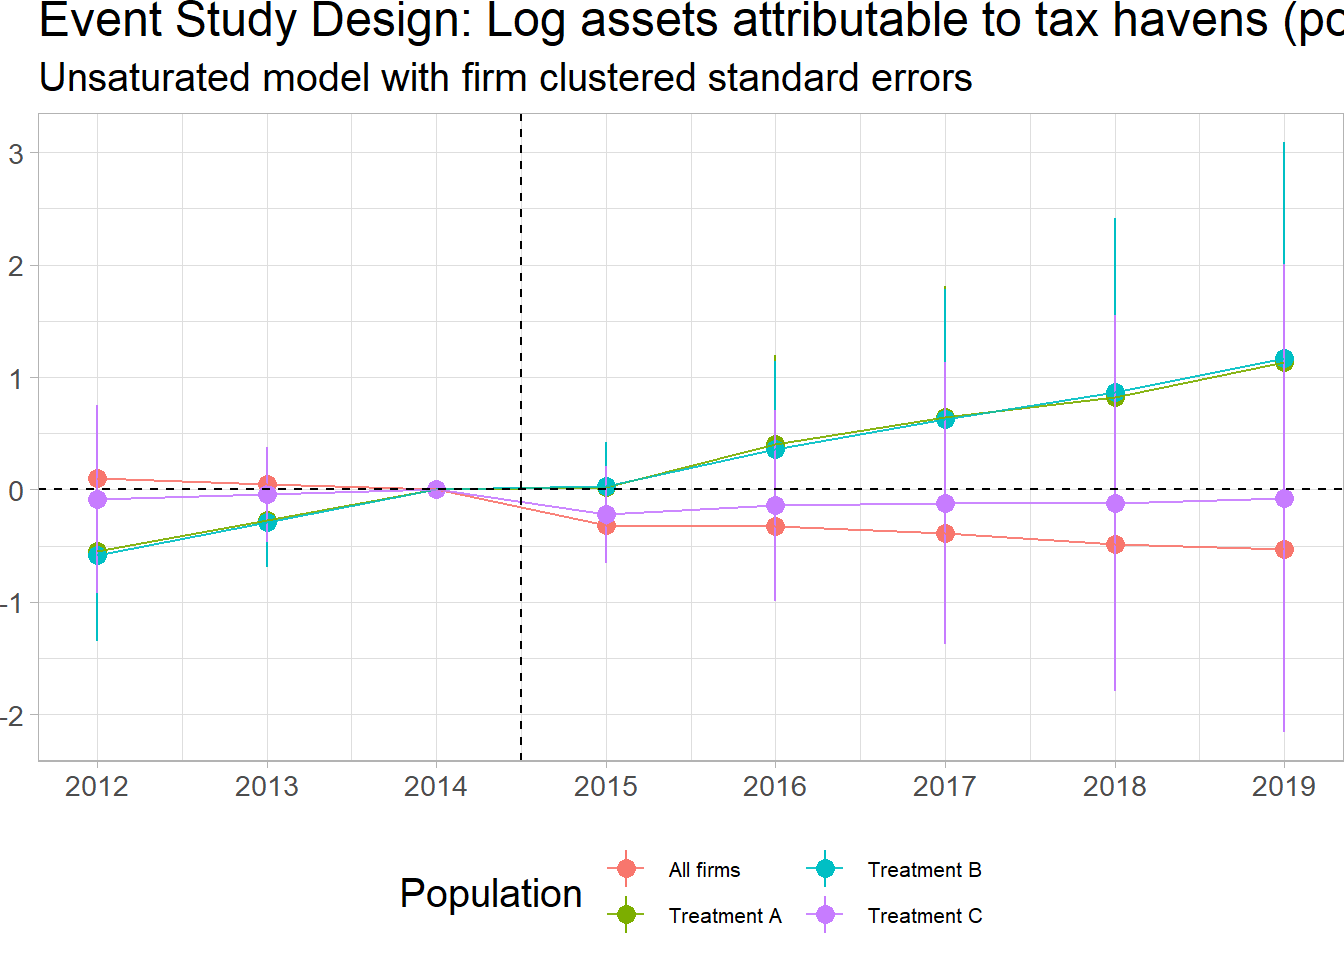 Event Study Design: Log assets attributable to tax havens (po
Unsaturated model with firm clustered standard errors
3
2
1
0
-1
-2
2012 2013 2014 2015 2016 2017 2018 2019
Population
All firms
Treatment A
Treatment B
Treatment C